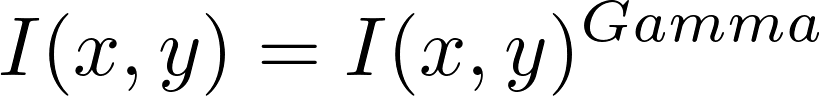 I(x, y) = I(x, y)^{Gamma}